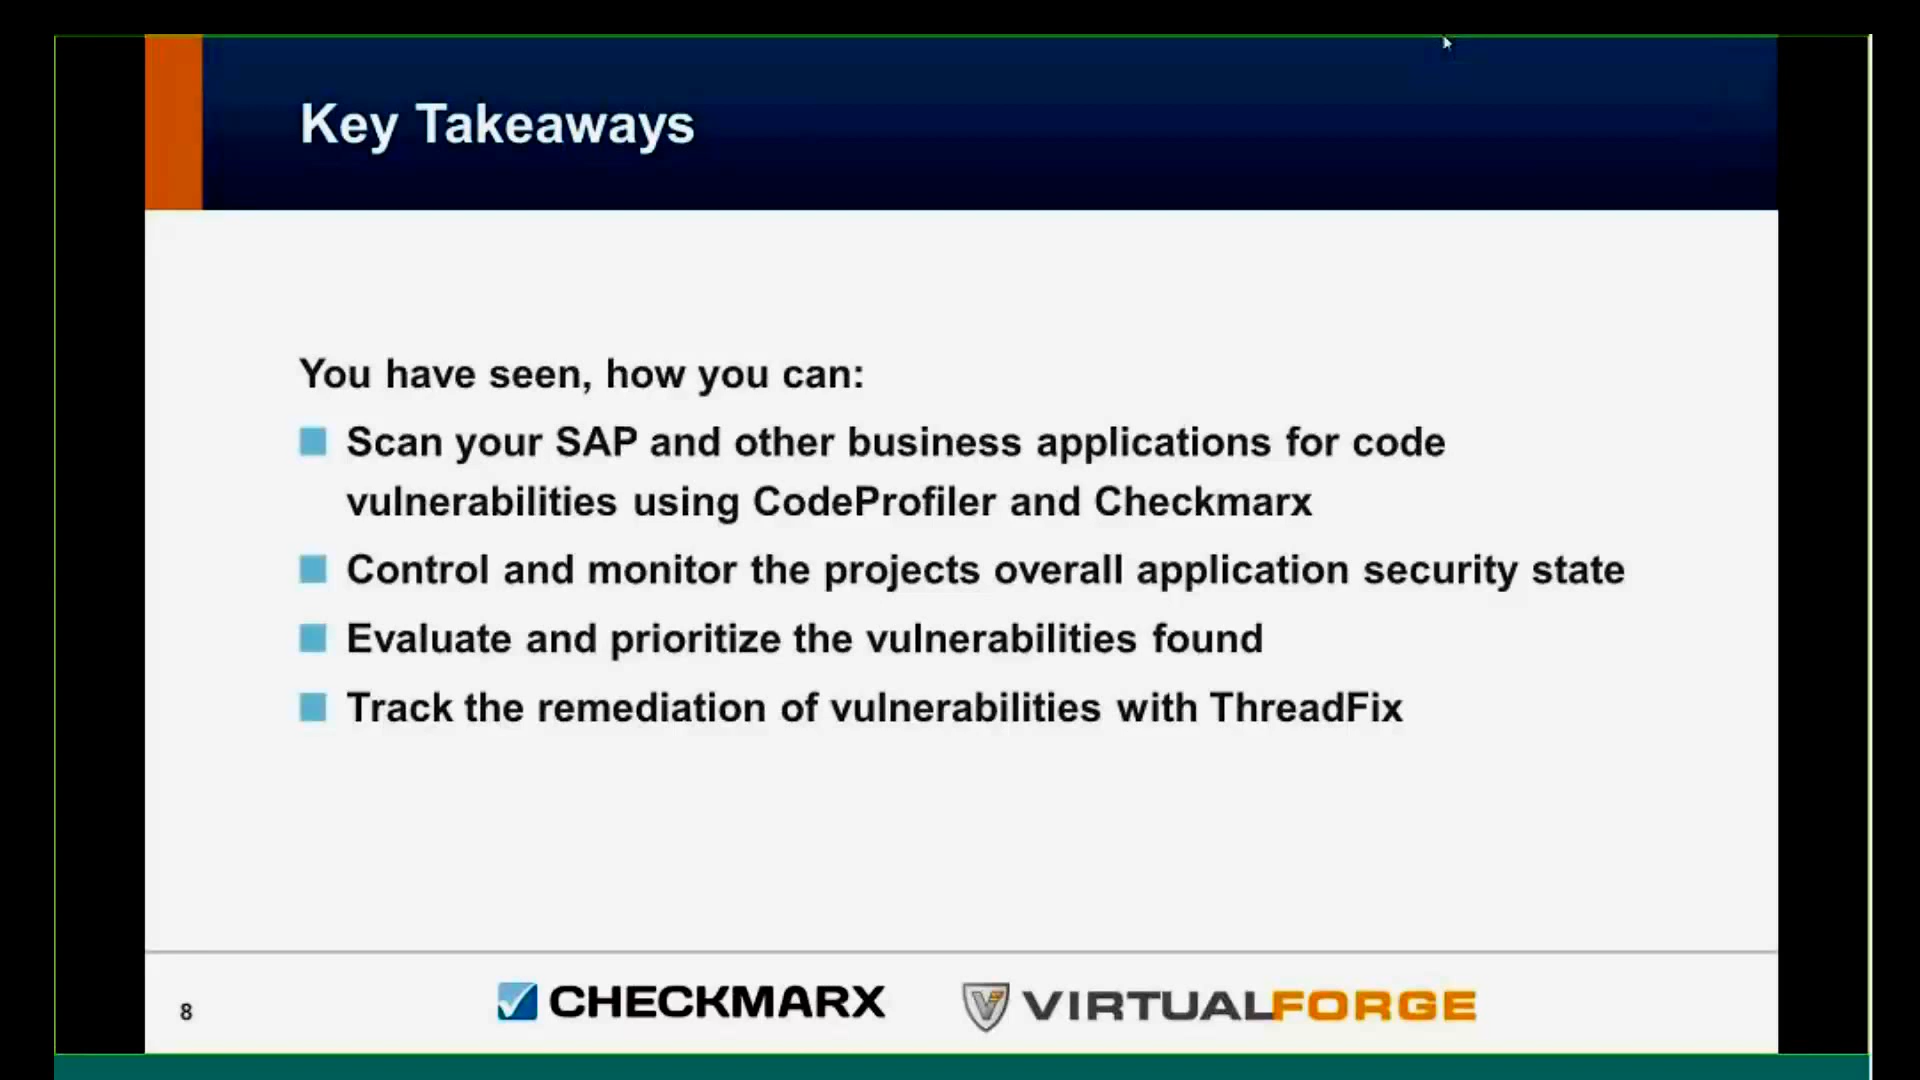 Key Takeaways
You have seen, how you can:
Scan your SAP and other business applications for code
vulnerabilities using CodeProfiler and Checkmarx
Control and monitor the projects overall application security state
Evaluate and prioritize the vulnerabilities found
Track the remediation of vulnerabilities with ThreadFix
8
CHECKMARX
VIRTUALFORGE